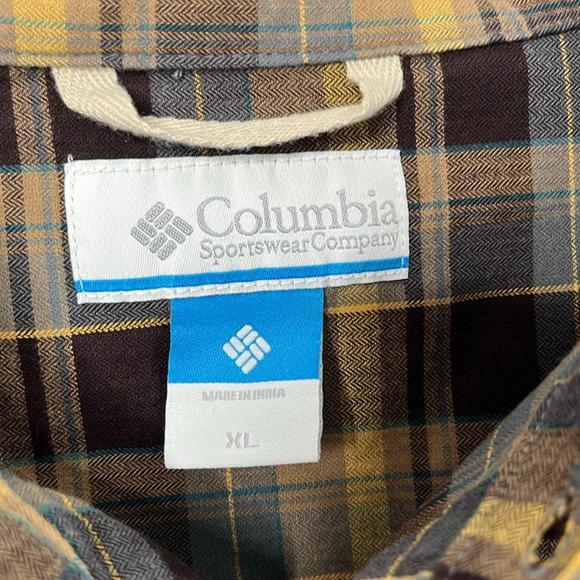 Columbia
Sportswear Company
MADE IN INDIA
XL